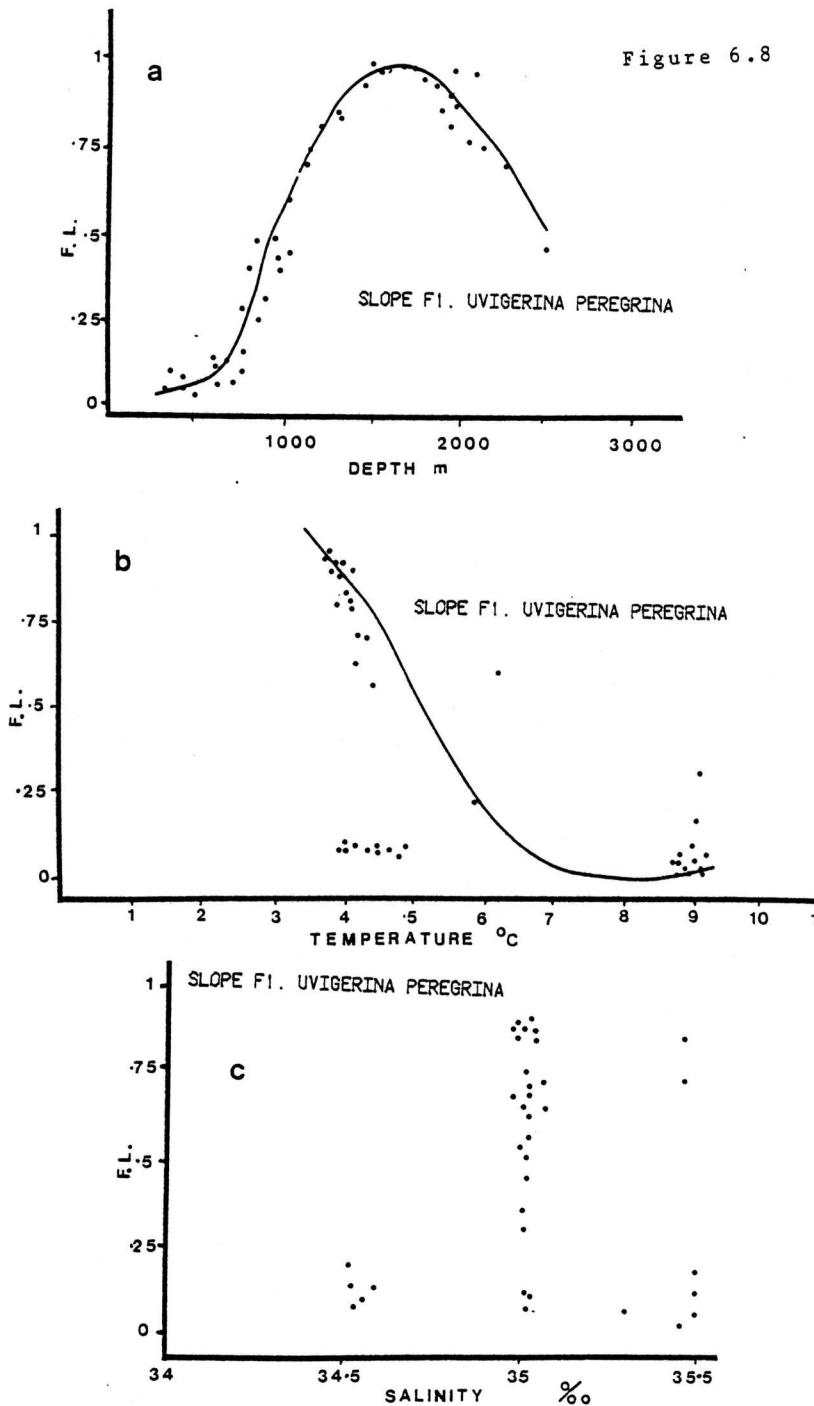 Figure 6.8
a
1
.75
.5
.25
0
F.L.
SLOPE F1. UVIGERINA PEREGRINA
1000 2000 3000
DEPTH m
b
1
.75
.5
.25
0
F.L.
SLOPE F1. UVIGERINA PEREGRINA
1 2 3 4 .5 6 7 8 9 10 1
TEMPERATURE °C
SLOPE F1. UVIGERINA PEREGRINA
c
1
.75
.5
.25
0
F.L.
34 34.5 35 35.5
SALINITY ‰